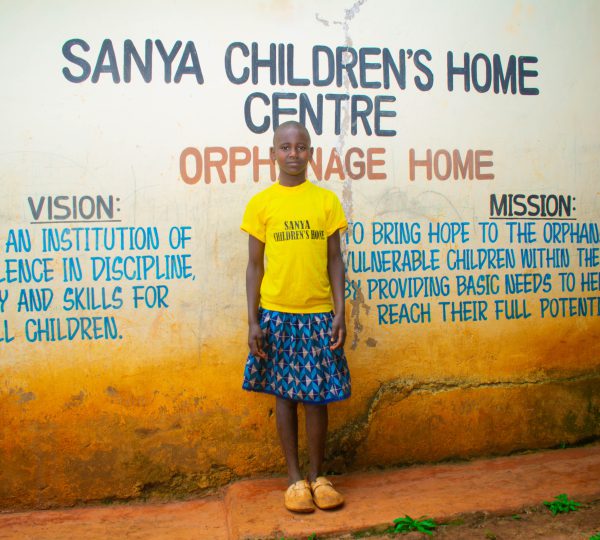 SANYA CHILDREN'S HOME
CENTRE
ORPHANAGE HOME
VISION:
AN INSTITUTION OF
LENCE IN DISCIPLINE,
Y AND SKILLS FOR
LL CHILDREN.
SANYA
CHILDREN'S HOME
MISSION:
TO BRING HOPE TO THE ORPHAN
VULNERABLE CHILDREN WITHIN THE
BY PROVIDING BASIC NEEDS TO HE
REACH THEIR FULL POTENTI